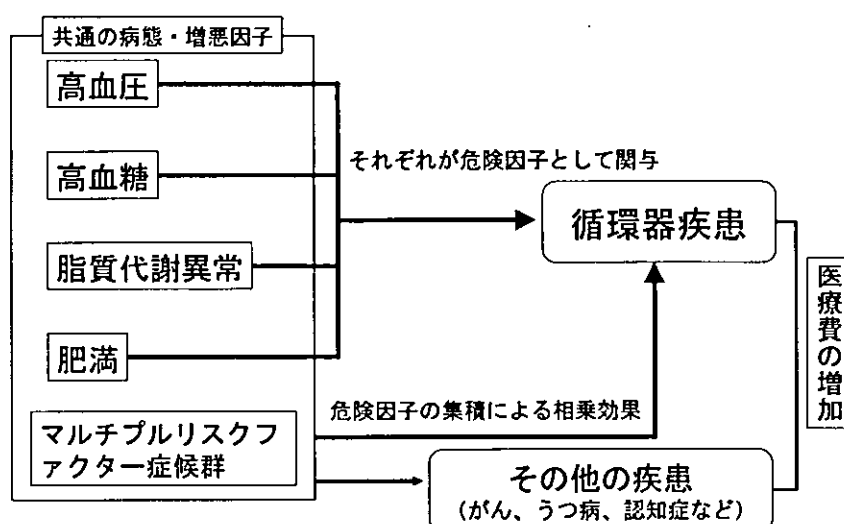 共通の病態・増悪因子
高血圧
高血糖
それぞれが危険因子として関与
循環器疾患
脂質代謝異常
医療費の増加
肥満
危険因子の集積による相乗効果
マルチプルリスクフ
ァクター症候群
その他の疾患
(がん、うつ病、認知症など)